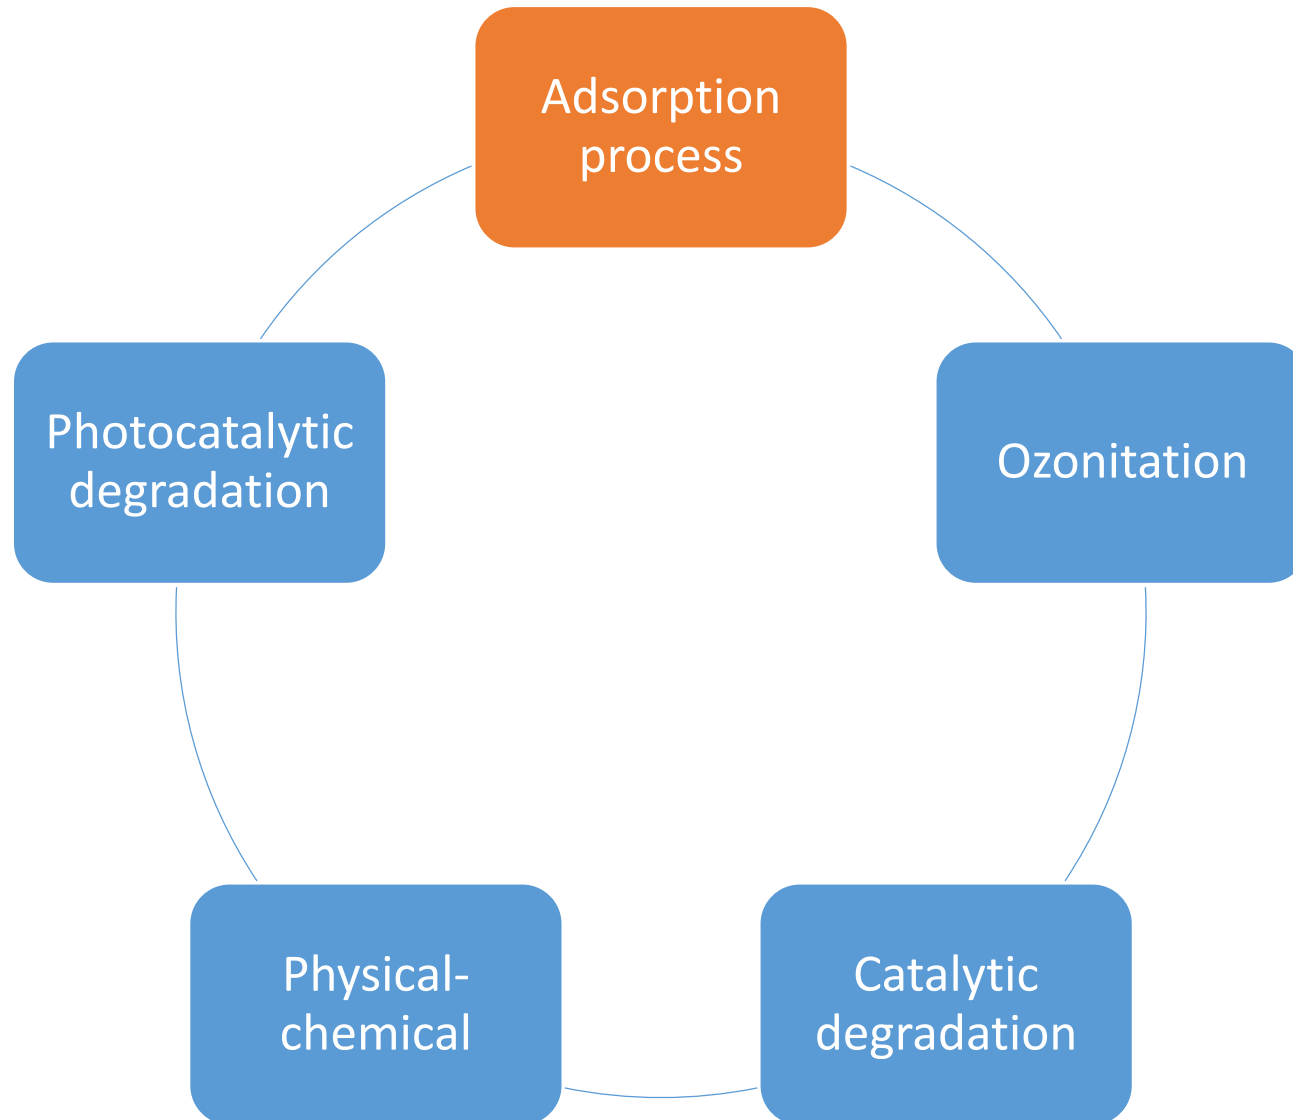 Adsorption
process
Ozonitation
Catalytic
degradation
Physical-
chemical
Photocatalytic
degradation